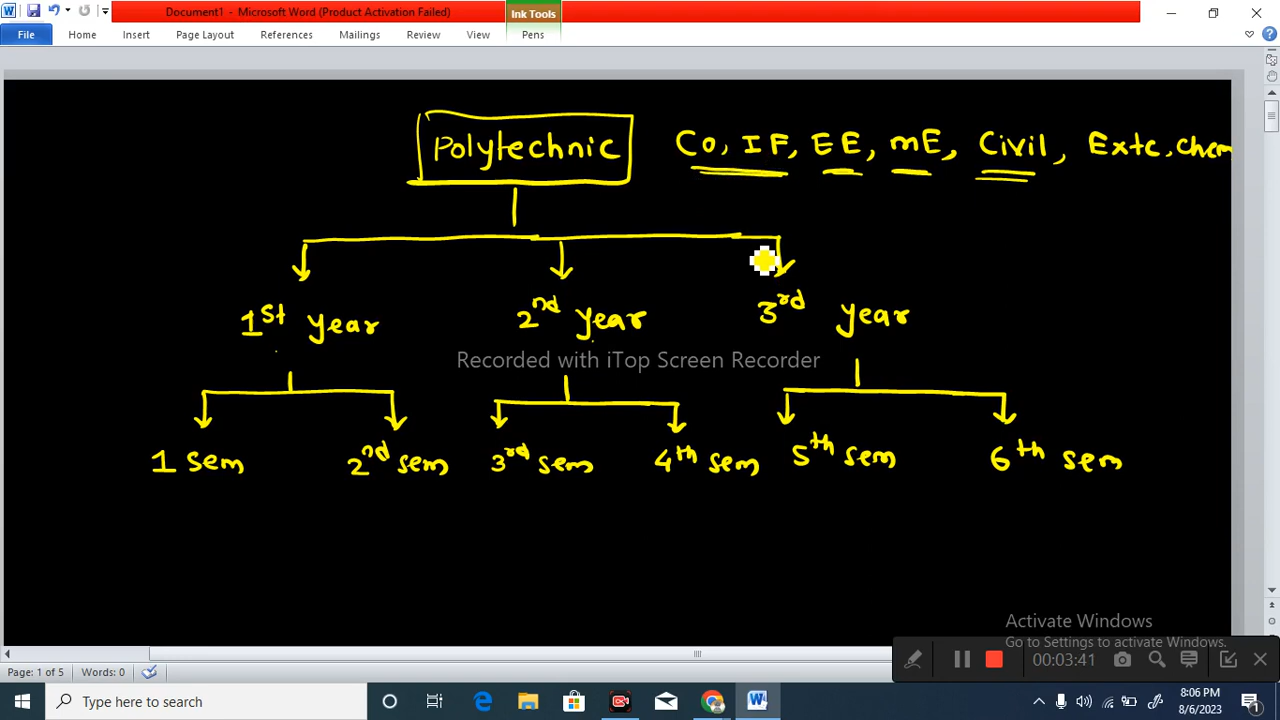 Document1 - Microsoft Word (Product Activation Failed)
Ink Tools
File Home Insert Page Layout References Mailings Review View Pens
Polytechnic Co, IF, EE, mE, Civil, Extc, chem
1st year 2nd year 3rd year
Recorded with iTop Screen Recorder
1 sem 2nd sem 3rd sem 4th sem 5th sem 6th sem
Activate Windows
Go to Settings to activate Windows.
00:03:41
Page: 1 of 5 Words: 0
Type here to search
8:06 PM
8/6/2023
1